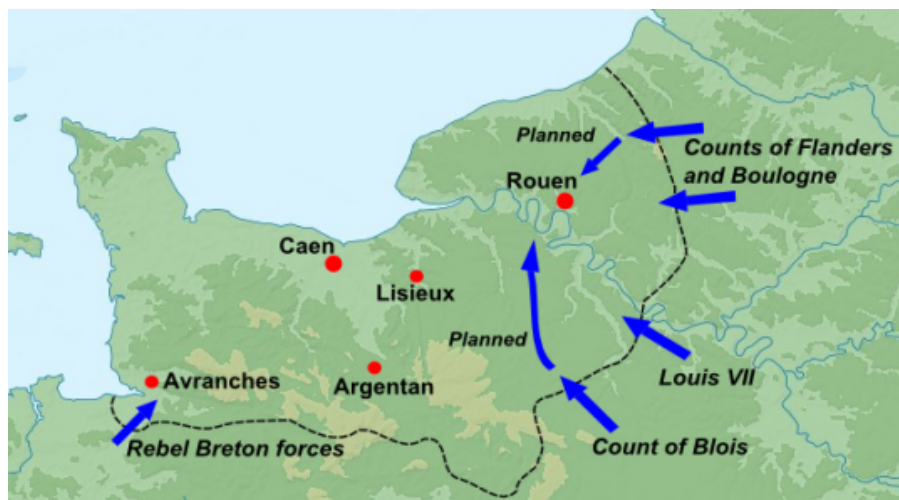 Planned
Counts of Flanders
and Boulogne
Rouen
Caen
Lisieux
Planned
Avranches
Argentan
Louis VII
Rebel Breton forces
Count of Blois